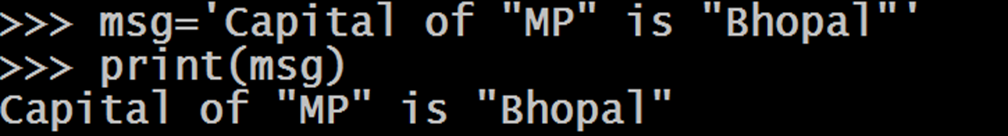 >>> msg='Capital of "MP" is "Bhopal"'
>>> print(msg)
Capital of "MP" is "Bhopal"